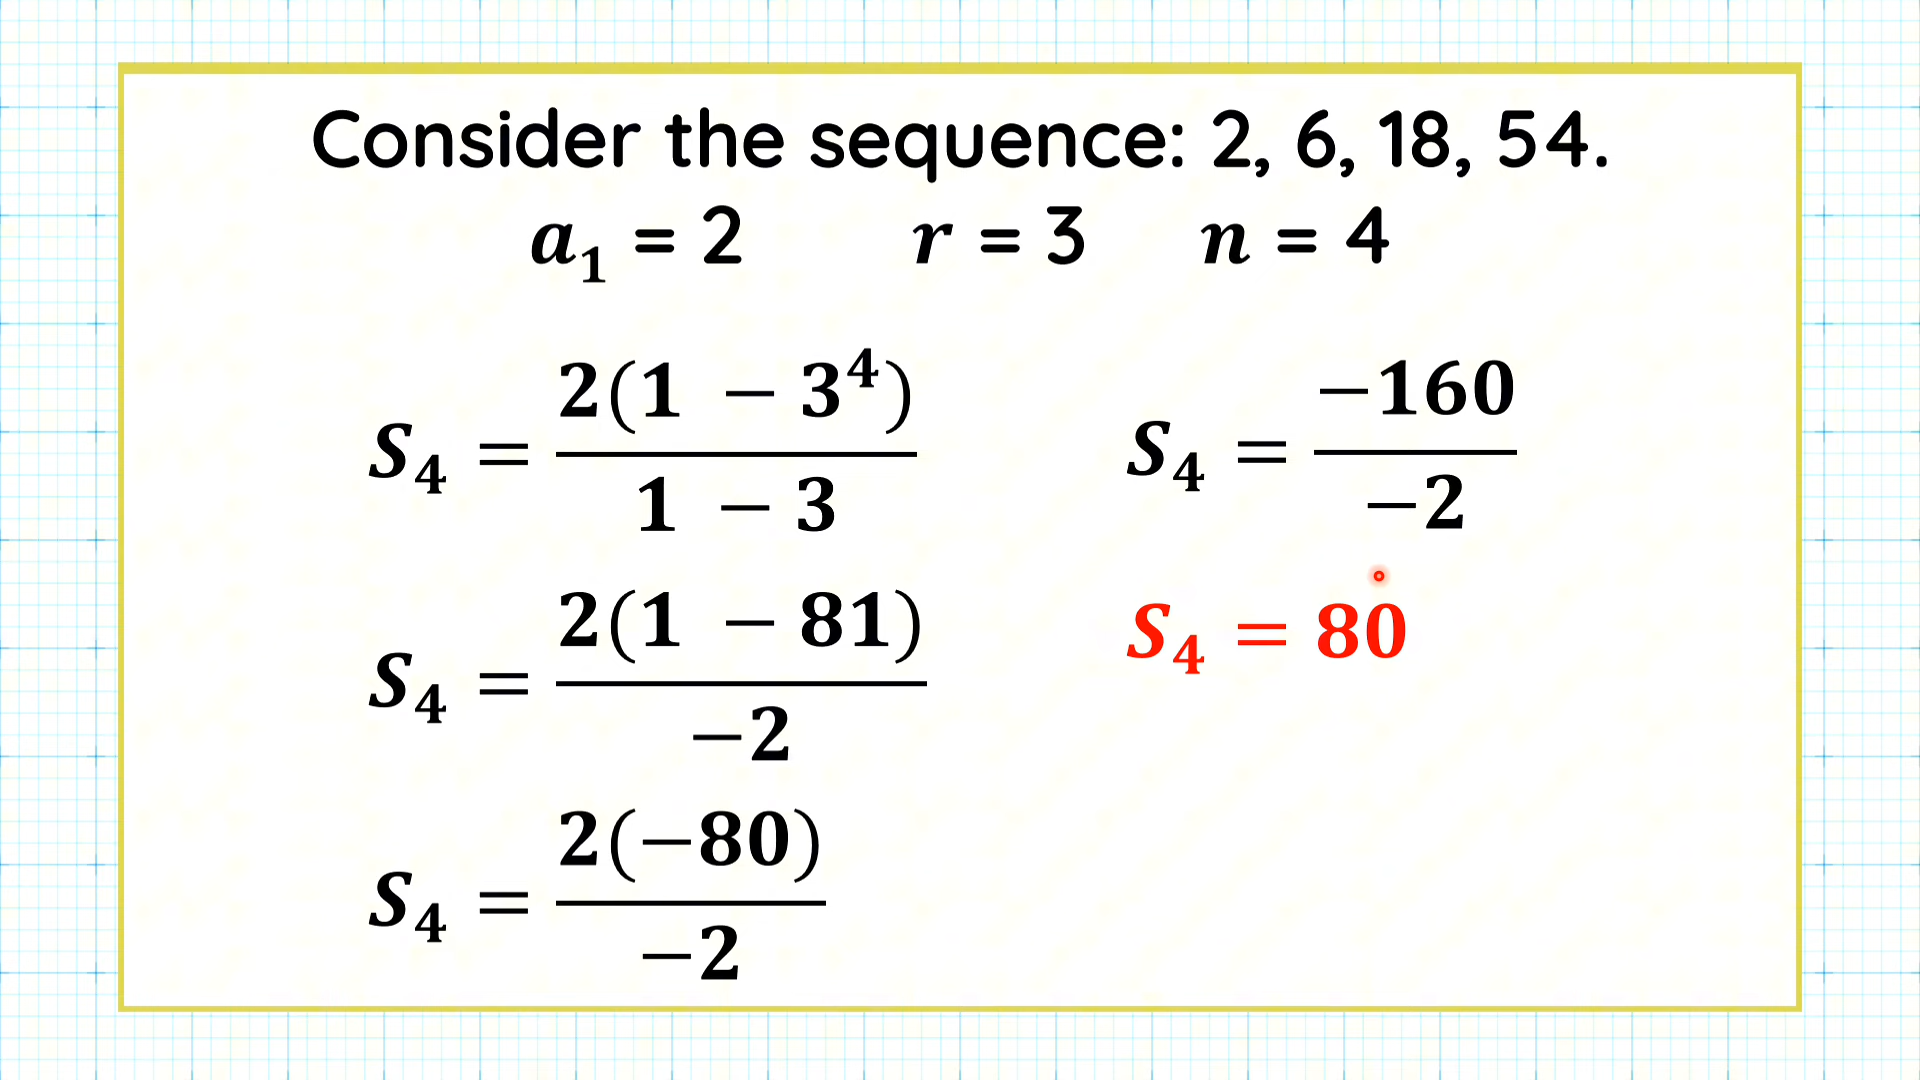 Consider the sequence: 2, 6, 18, 54.
a₁ = 2 r = 3 n = 4
S₄ = 2(1 − 3⁴) / 1 − 3
S₄ = 2(1 − 81) / −2
S₄ = 2(−80) / −2
S₄ = −160 / −2
S₄ = 80